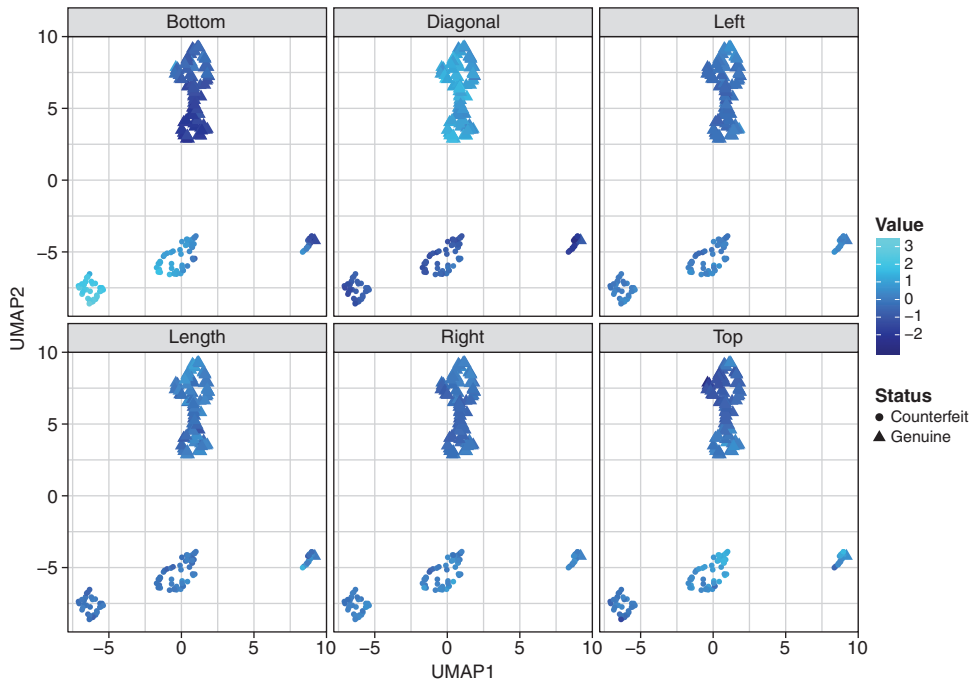 Bottom Diagonal Left
10
5
0
−5
UMAP2
Length Right Top
10
5
0
−5
−5 0 5 10 −5 0 5 10 −5 0 5 10
UMAP1
Value
3
2
1
0
−1
−2
Status
Counterfeit
Genuine